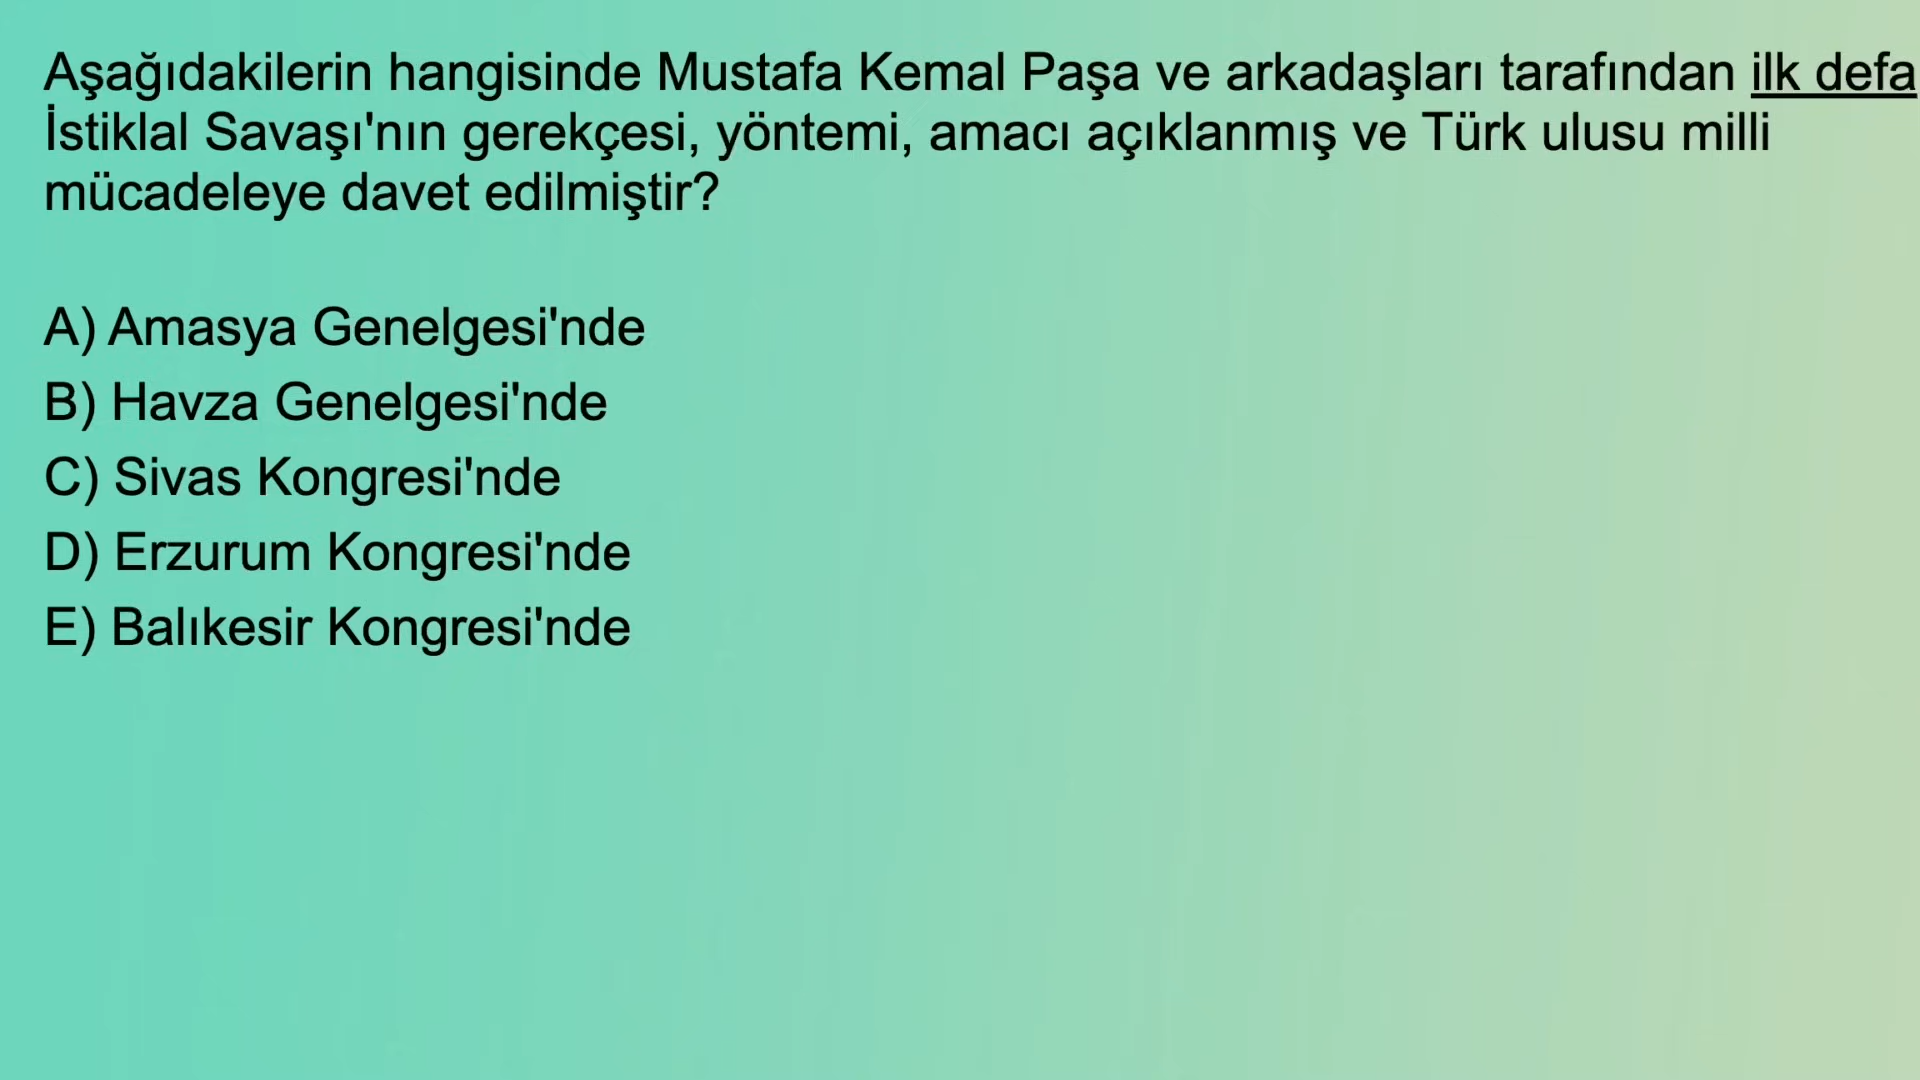 Aşağıdakilerin hangisinde Mustafa Kemal Paşa ve arkadaşları tarafından ilk defa
İstiklal Savaşı'nın gerekçesi, yöntemi, amacı açıklanmış ve Türk ulusu milli
mücadeleye davet edilmiştir?
A) Amasya Genelgesi'nde
B) Havza Genelgesi'nde
C) Sivas Kongresi'nde
D) Erzurum Kongresi'nde
E) Balıkesir Kongresi'nde